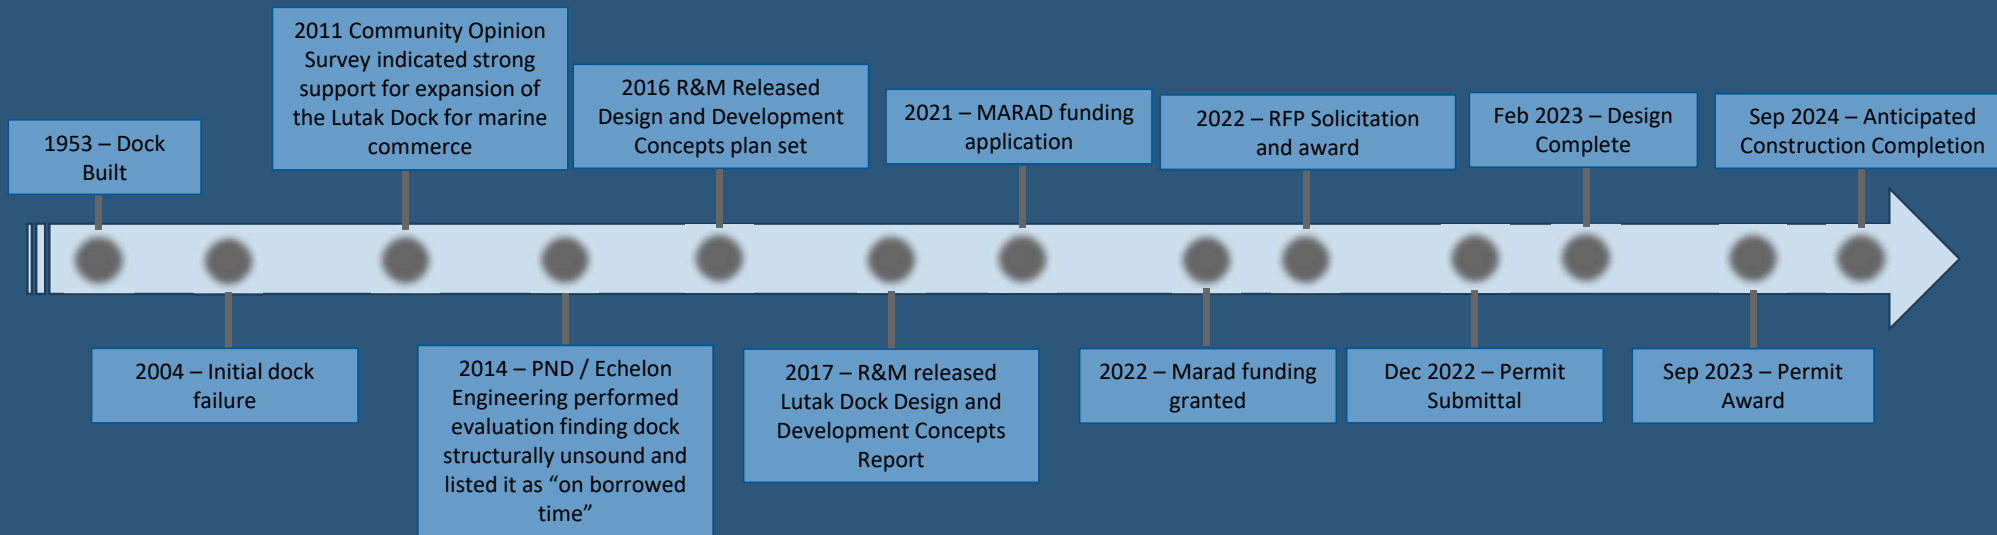 1953 – Dock
Built
2004 – Initial dock
failure
2011 Community Opinion
Survey indicated strong
support for expansion of
the Lutak Dock for marine
commerce
2014 – PND / Echelon
Engineering performed
evaluation finding dock
structurally unsound and
listed it as “on borrowed
time”
2016 R&M Released
Design and Development
Concepts plan set
2017 – R&M released
Lutak Dock Design and
Development Concepts
Report
2021 – MARAD funding
application
2022 – Marad funding
granted
2022 – RFP Solicitation
and award
Dec 2022 – Permit
Submittal
Feb 2023 – Design
Complete
Sep 2023 – Permit
Award
Sep 2024 – Anticipated
Construction Completion